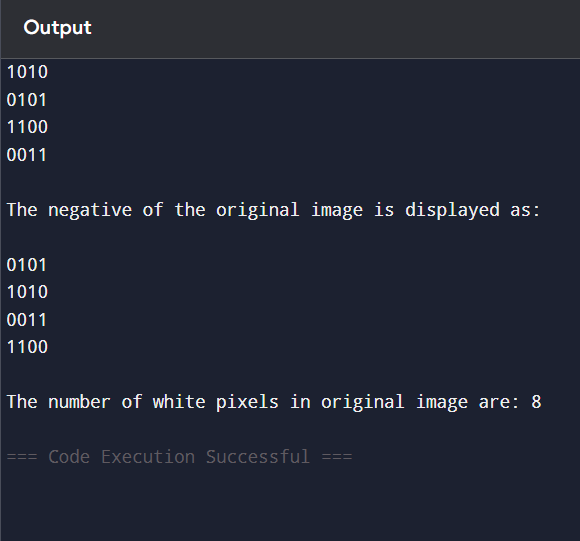 Output
1010
0101
1100
0011
The negative of the original image is displayed as:
0101
1010
0011
1100
The number of white pixels in original image are: 8
=== Code Execution Successful ===